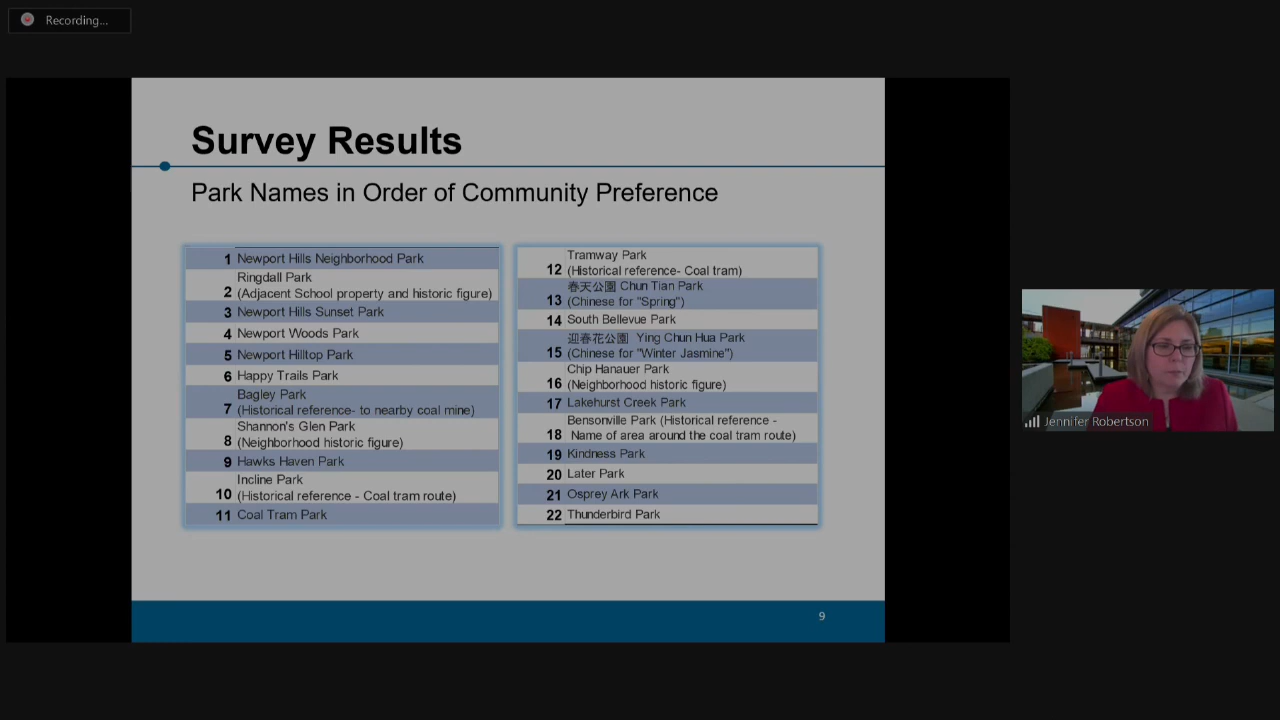 Recording...
Survey Results
Park Names in Order of Community Preference
1 Newport Hills Neighborhood Park
Ringdall Park
2 (Adjacent School property and historic figure)
3 Newport Hills Sunset Park
4 Newport Woods Park
5 Newport Hilltop Park
6 Happy Trails Park
Bagley Park
7 (Historical reference- to nearby coal mine)
Shannon's Glen Park
8 (Neighborhood historic figure)
9 Hawks Haven Park
Incline Park
10 (Historical reference - Coal tram route)
11 Coal Tram Park
Tramway Park
12 (Historical reference- Coal tram)
春天公園 Chun Tian Park
13 (Chinese for "Spring")
14 South Bellevue Park
迎春花公園 Ying Chun Hua Park
15 (Chinese for "Winter Jasmine")
Chip Hanauer Park
16 (Neighborhood historic figure)
17 Lakehurst Creek Park
Bensonville Park (Historical reference -
18 Name of area around the coal tram route)
19 Kindness Park
20 Later Park
21 Osprey Ark Park
22 Thunderbird Park
9
Jennifer Robertson